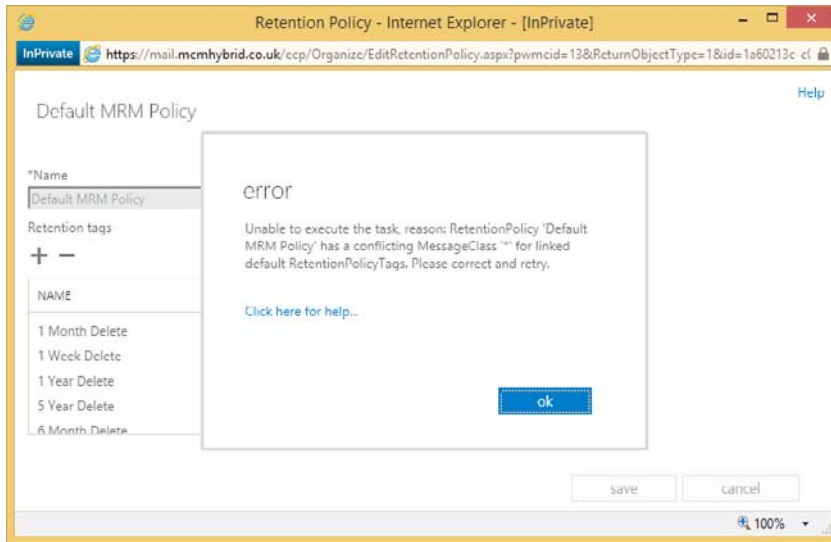 Retention Policy - Internet Explorer - [InPrivate]
InPrivate https://mail.mcmhybrid.co.uk/ecp/Organize/EditRetentionPolicy.aspx?pwmcid=13&ReturnObjectType=1&id=1a60213c-c(
Help
Default MRM Policy
*Name
Default MRM Policy
Retention tags
NAME
1 Month Delete
1 Week Delete
1 Year Delete
5 Year Delete
6 Month Delete
error
Unable to execute the task, reason: RetentionPolicy 'Default
MRM Policy' has a conflicting MessageClass '*' for linked
default RetentionPolicyTags. Please correct and retry.
Click here for help...
ok
save cancel
100%